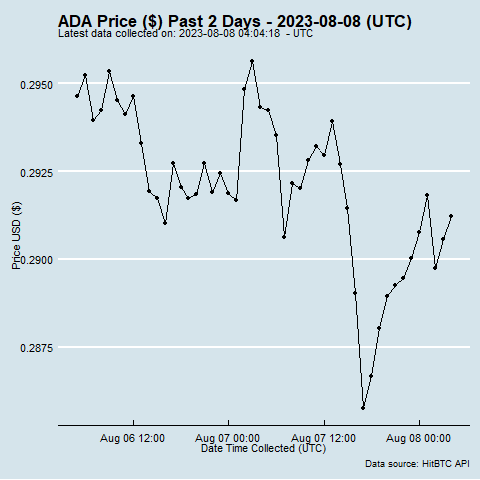 ADA Price ($) Past 2 Days - 2023-08-08 (UTC)
Latest data collected on: 2023-08-08 04:04:18  - UTC
0.2950
0.2925
0.2900
0.2875
Price USD ($)
Aug 06 12:00 Aug 07 00:00 Aug 07 12:00 Aug 08 00:00
Date Time Collected (UTC)
Data source: HitBTC API